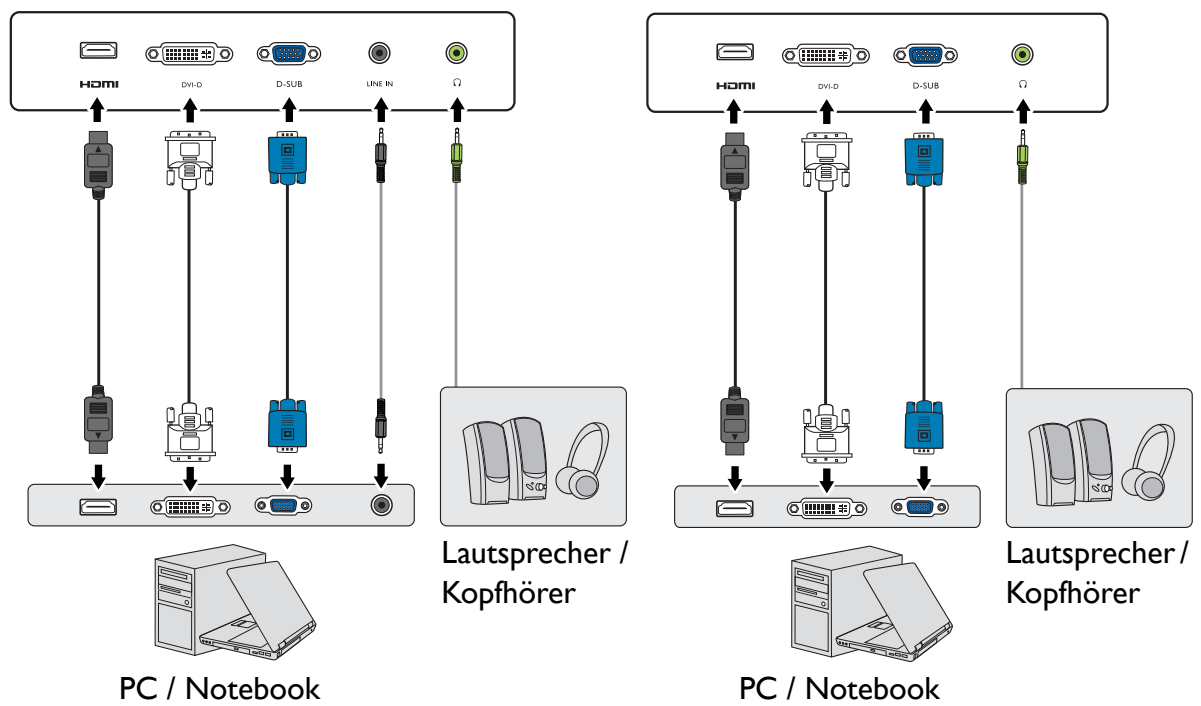 HDMI
DVI-D
D-SUB
LINE IN
HDMI
DVI-D
D-SUB
Lautsprecher /
Kopfhörer
PC / Notebook
Lautsprecher /
Kopfhörer
PC / Notebook